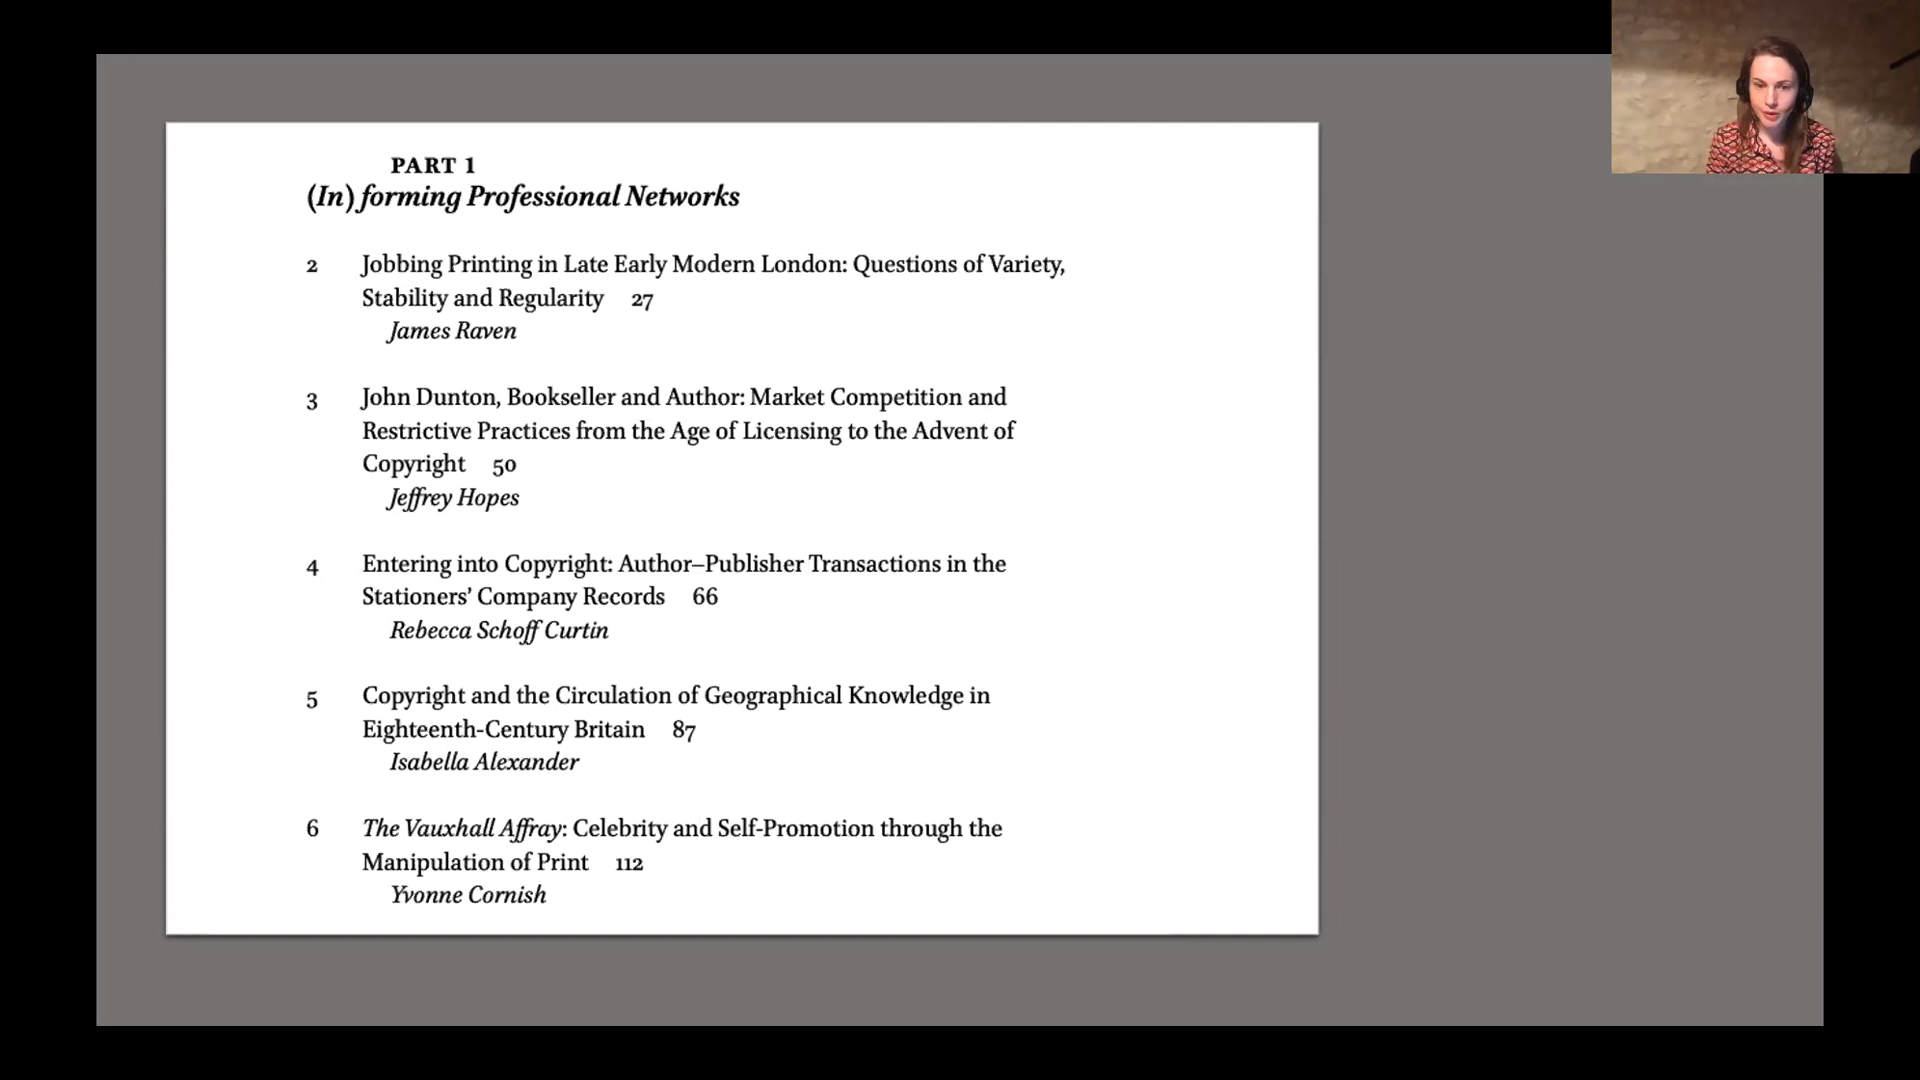 PART 1
(In)forming Professional Networks
2 Jobbing Printing in Late Early Modern London: Questions of Variety,
Stability and Regularity 27
James Raven
3 John Dunton, Bookseller and Author: Market Competition and
Restrictive Practices from the Age of Licensing to the Advent of
Copyright 50
Jeffrey Hopes
4 Entering into Copyright: Author–Publisher Transactions in the
Stationers’ Company Records 66
Rebecca Schoff Curtin
5 Copyright and the Circulation of Geographical Knowledge in
Eighteenth-Century Britain 87
Isabella Alexander
6 The Vauxhall Affray: Celebrity and Self-Promotion through the
Manipulation of Print 112
Yvonne Cornish